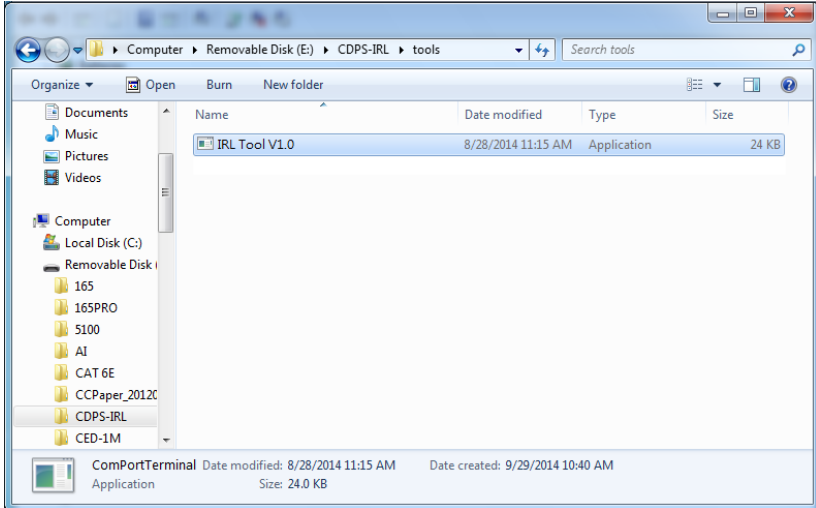 Computer ▸ Removable Disk (E:) ▸ CDPS-IRL ▸ tools
Search tools
Organize Open Burn New folder
Name Date modified Type Size
IRL Tool V1.0 8/28/2014 11:15 AM Application 24 KB
Documents
Music
Pictures
Videos
Computer
Local Disk (C:)
Removable Disk (
165
165PRO
5100
AI
CAT 6E
CCPaper_2012
CDPS-IRL
CED-1M
ComPortTerminal Date modified: 8/28/2014 11:15 AM Date created: 9/29/2014 10:40 AM
Application Size: 24.0 KB